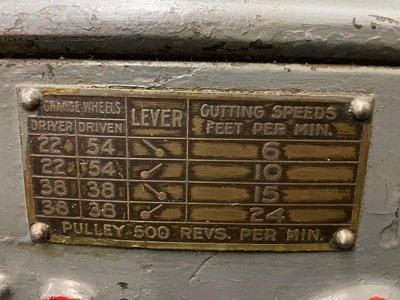 CHANGE WHEELS LEVER CUTTING SPEEDS
DRIVER DRIVEN FEET PER MIN.
22 54 6
22 54 10
38 38 15
38 38 24
PULLEY 500 REVS. PER MIN.